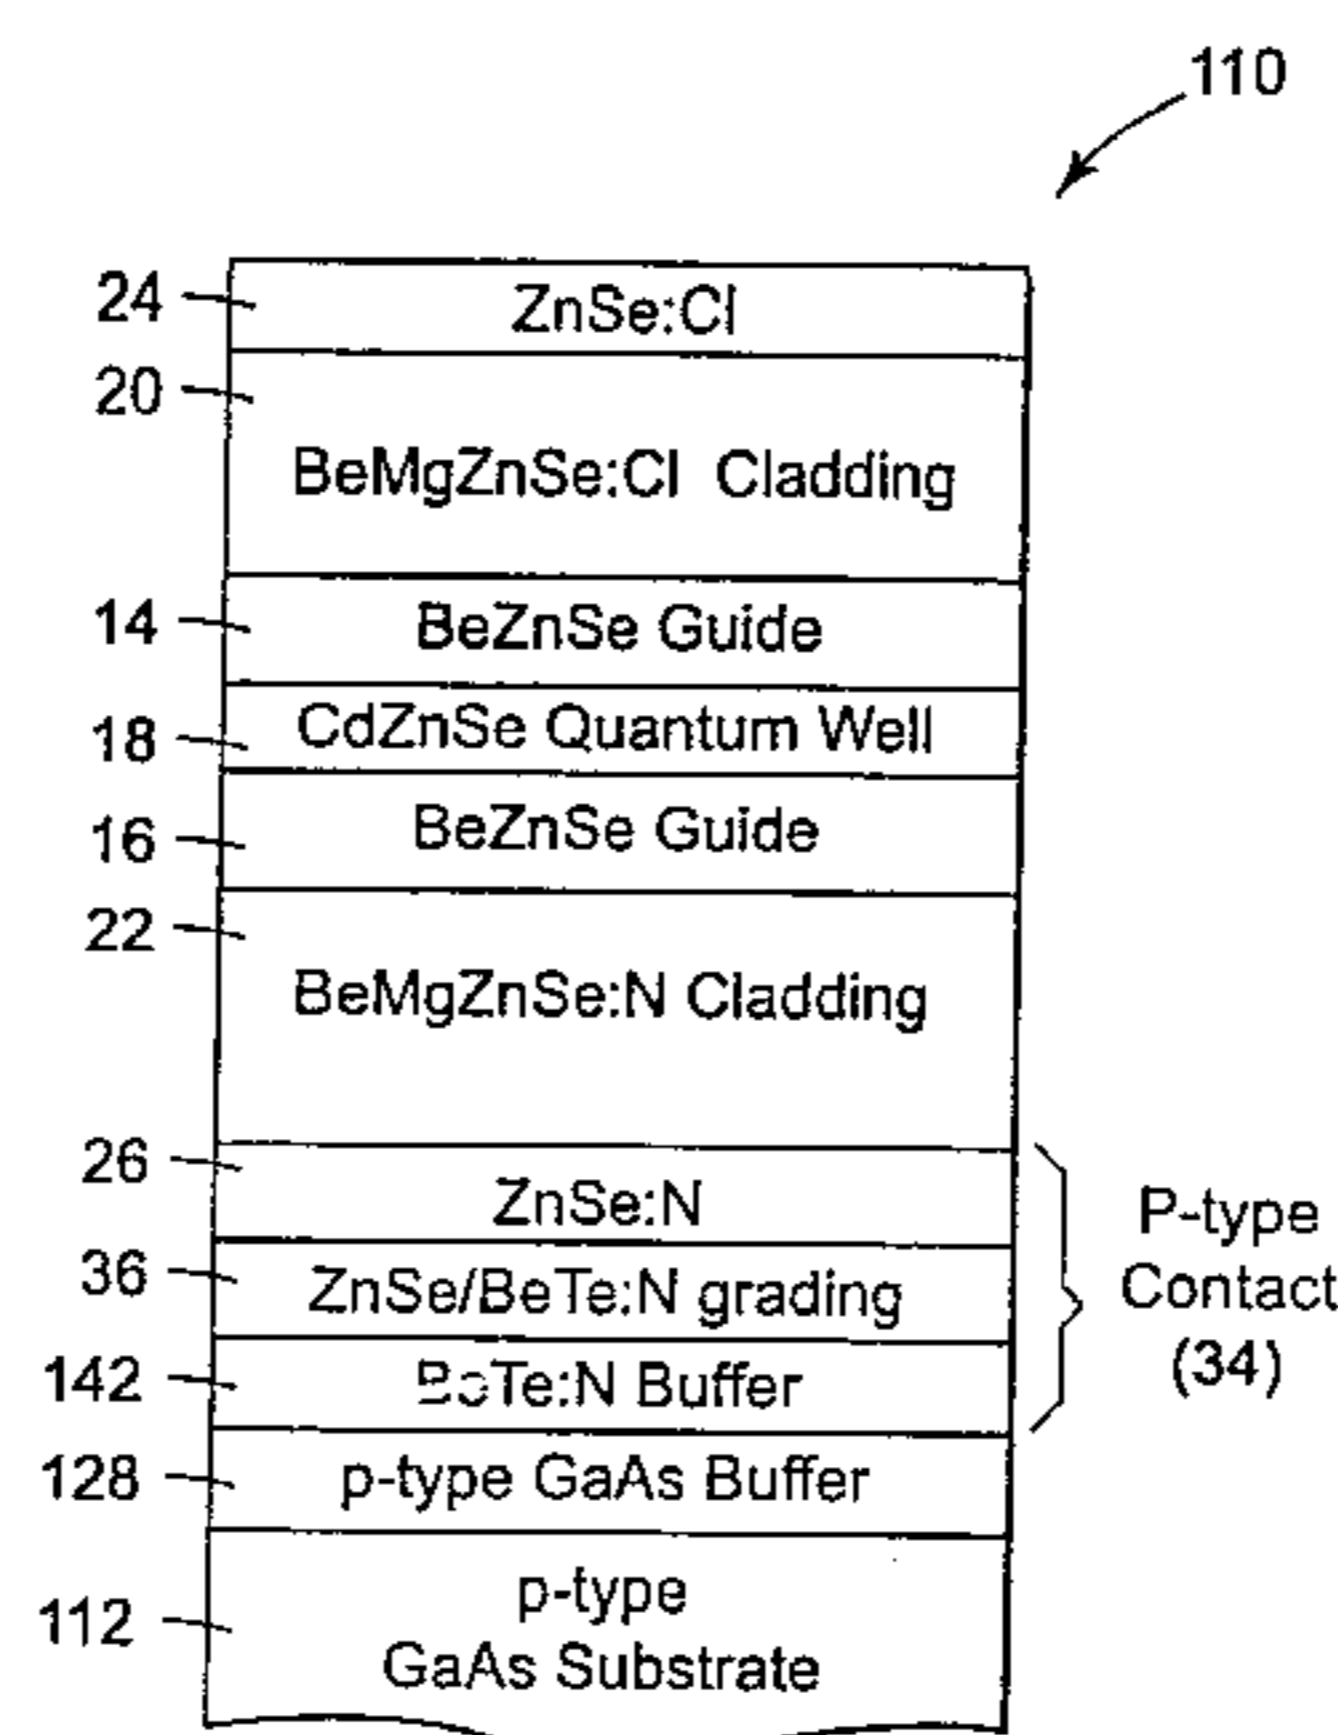 110
24 ZnSe:Cl
20 BeMgZnSe:Cl Cladding
14 BeZnSe Guide
18 CdZnSe Quantum Well
16 BeZnSe Guide
22 BeMgZnSe:N Cladding
26 ZnSe:N
36 ZnSe/BeTe:N grading
142 BeTe:N Buffer
P-type
Contact
(34)
128 p-type GaAs Buffer
112 p-type
GaAs Substrate